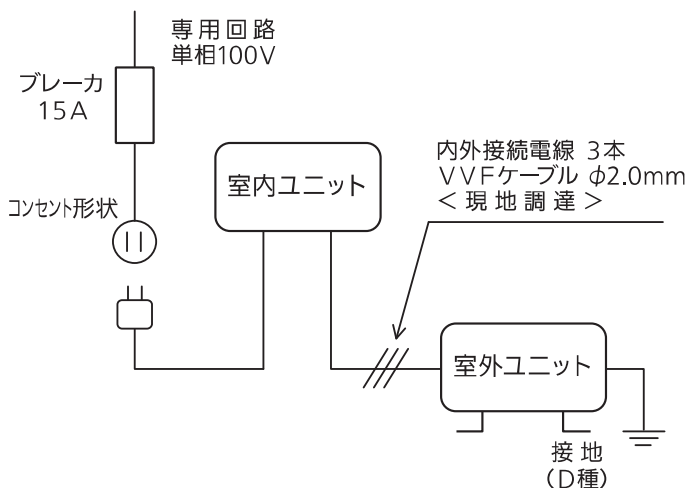 専用回路
単相100V
ブレーカ
15A
コンセント形状
室内ユニット
内外接続電線 3本
VVFケーブル φ2.0mm
<現地調達>
室外ユニット
接地
(D種)